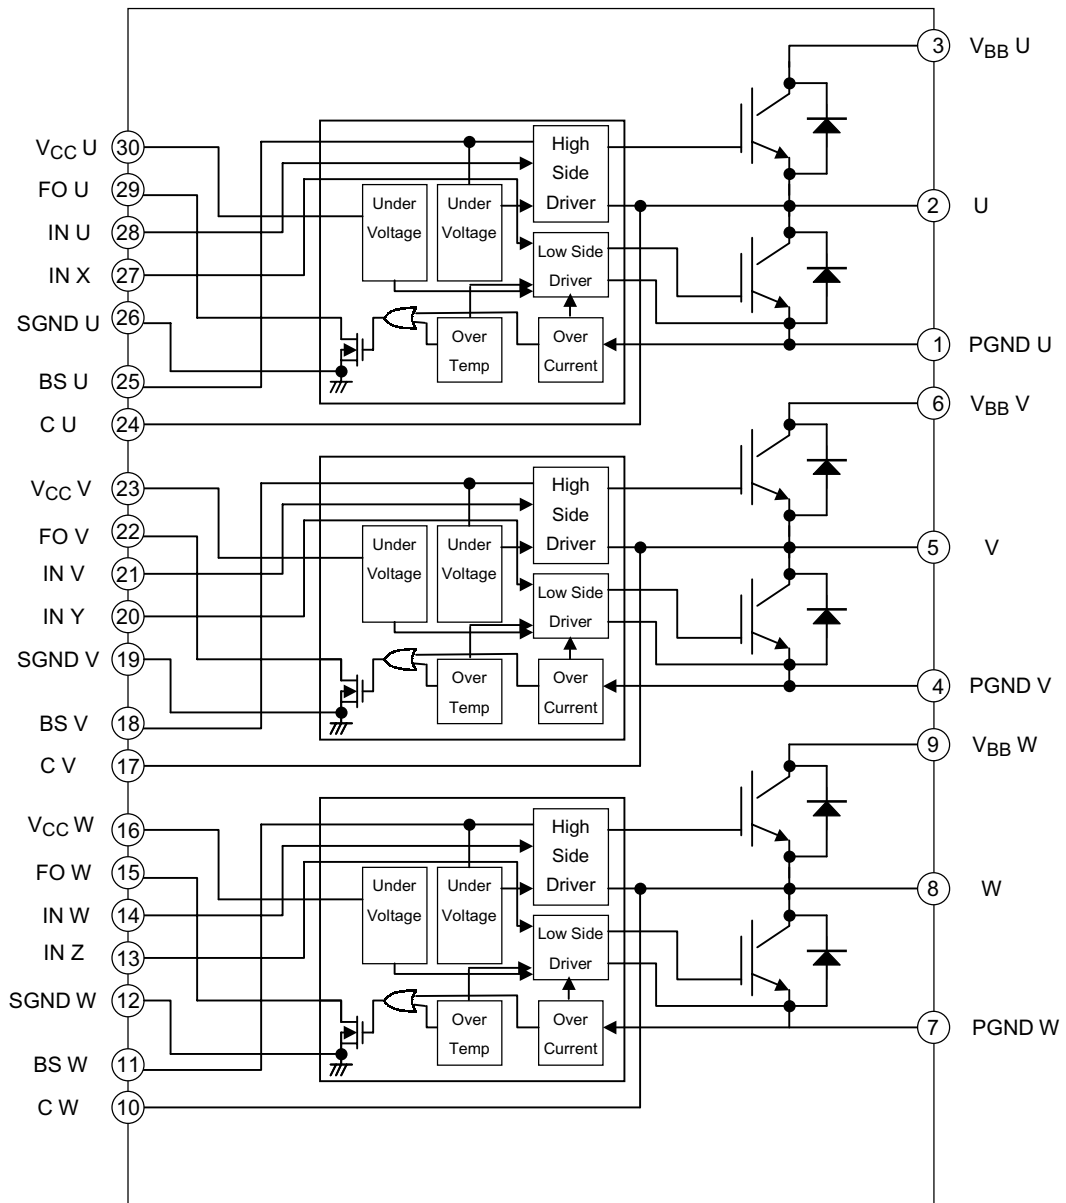 3 VBB U
VCC U 30
FO U 29
IN U 28
IN X 27
SGND U 26
BS U 25
C U 24
High
Side
Driver
Under
Voltage
Under
Voltage
Low Side
Driver
Over
Temp
Over
Current
2 U
1 PGND U
6 VBB V
VCC V 23
FO V 22
IN V 21
IN Y 20
SGND V 19
BS V 18
C V 17
High
Side
Driver
Under
Voltage
Under
Voltage
Low Side
Driver
Over
Temp
Over
Current
5 V
4 PGND V
9 VBB W
VCC W 16
FO W 15
IN W 14
IN Z 13
SGND W 12
BS W 11
C W 10
High
Side
Driver
Under
Voltage
Under
Voltage
Low Side
Driver
Over
Temp
Over
Current
8 W
7 PGND W